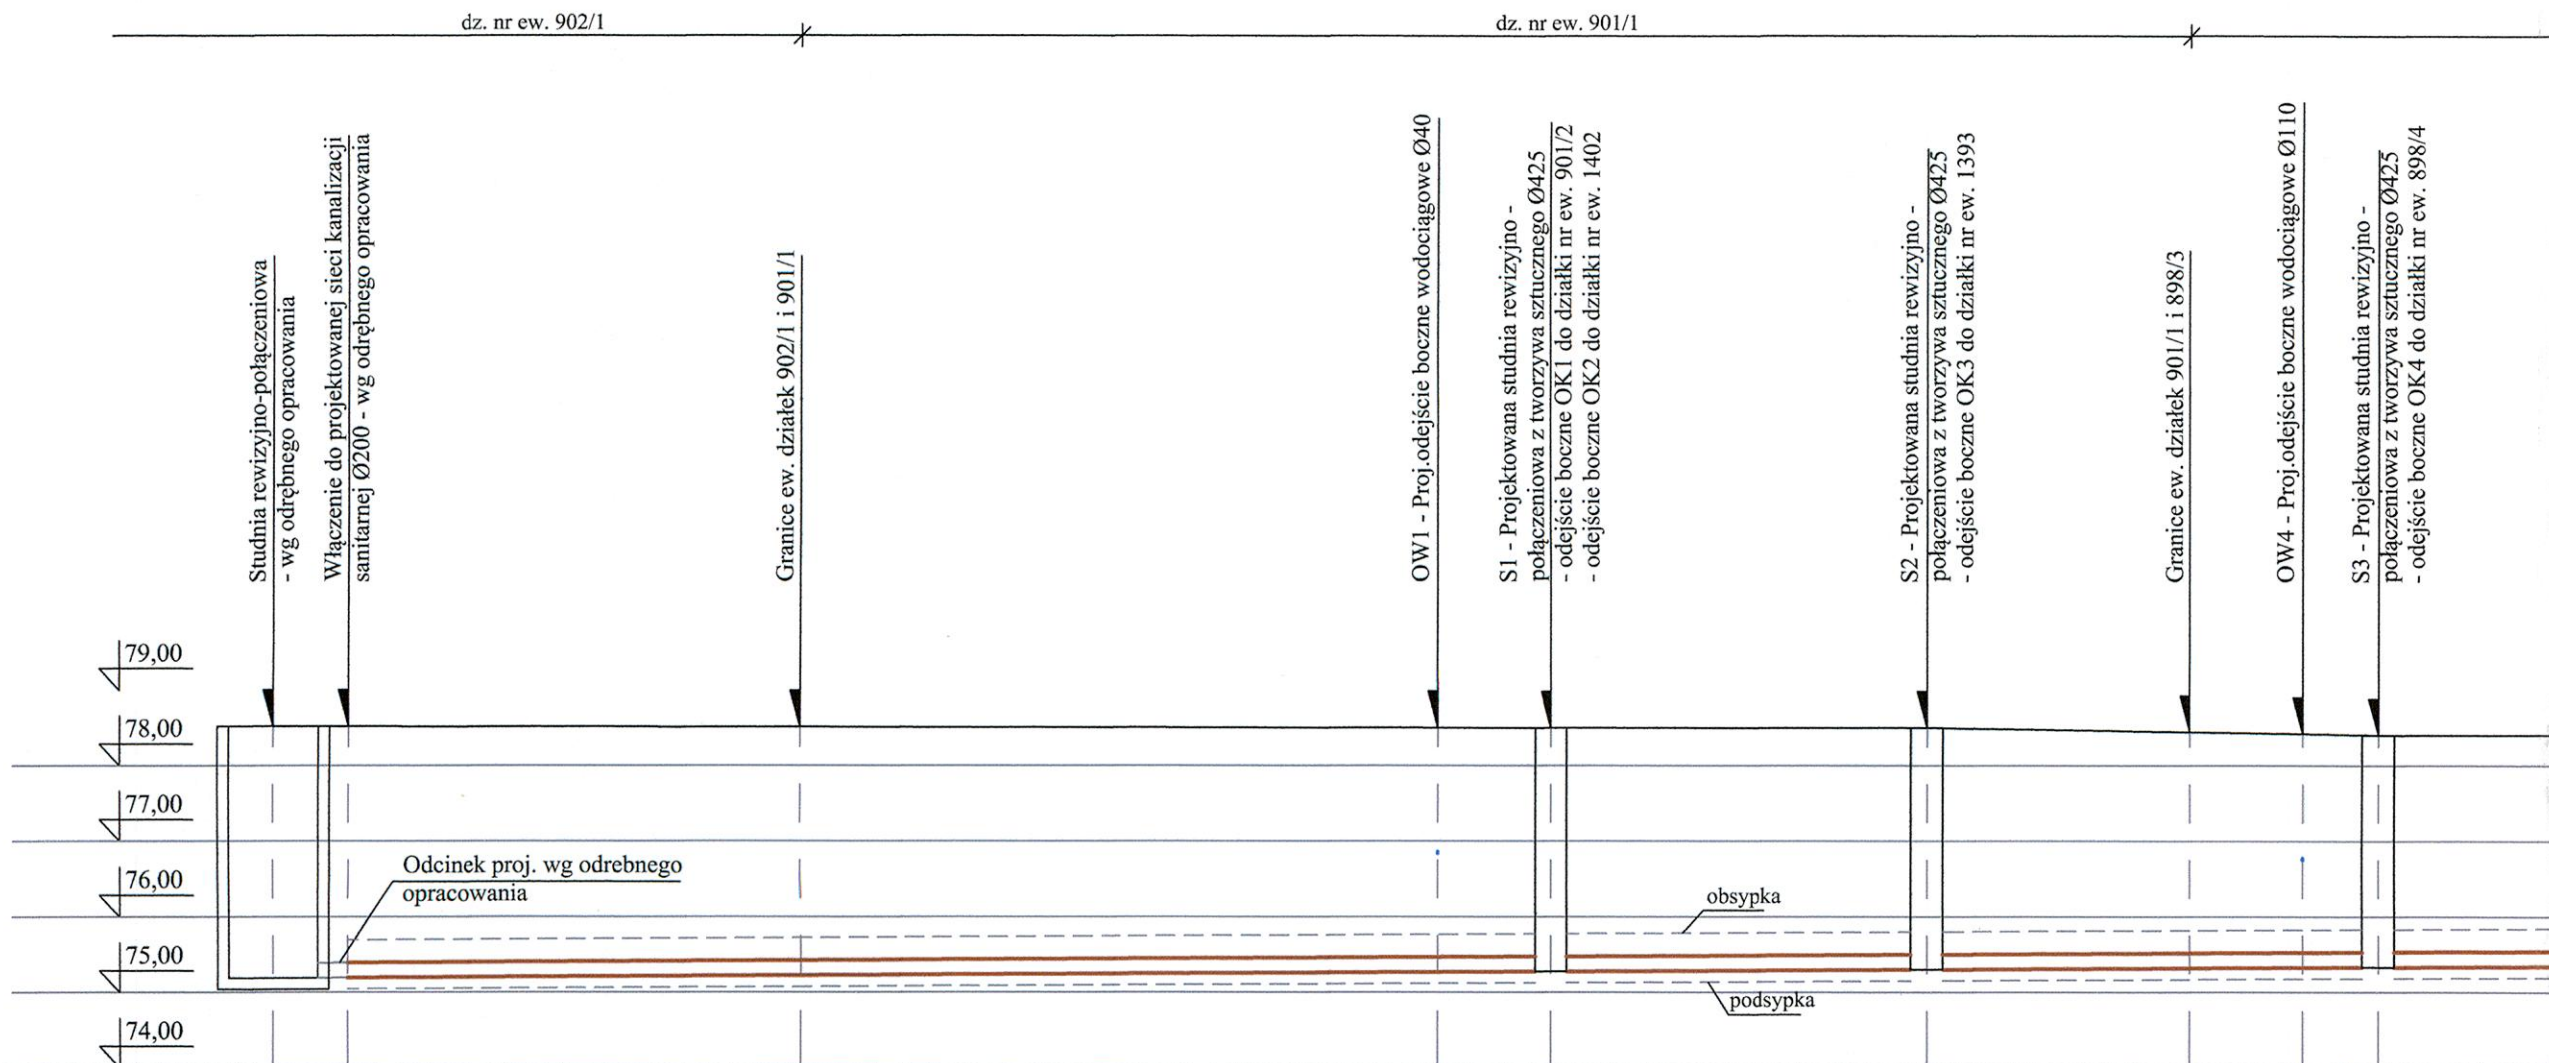 dz. nr ew. 902/1
dz. nr ew. 901/1
Studnia rewizyjno-połączeniowa
- wg odrębnego opracowania
Włączenie do projektowanej sieci kanalizacji
sanitarnej Ø200 - wg odrębnego opracowania
Granice ew. działek 902/1 i 901/1
OW1 - Proj.odejście boczne wodociągowe Ø40
S1 - Projektowana studnia rewizyjno -
połączeniowa z tworzywa sztucznego Ø425
- odejście boczne OK1 do działki nr ew. 901/2
- odejście boczne OK2 do działki nr ew. 1402
S2 - Projektowana studnia rewizyjno -
połączeniowa z tworzywa sztucznego Ø425
- odejście boczne OK3 do działki nr ew. 1393
Granice ew. działek 901/1 i 898/3
OW4 - Proj.odejście boczne wodociągowe Ø110
S3 - Projektowana studnia rewizyjno -
połączeniowa z tworzywa sztucznego Ø425
- odejście boczne OK4 do działki nr ew. 898/4
79,00
78,00
77,00
76,00
75,00
74,00
Odcinek proj. wg odrebnego
opracowania
obsypka
podsypka